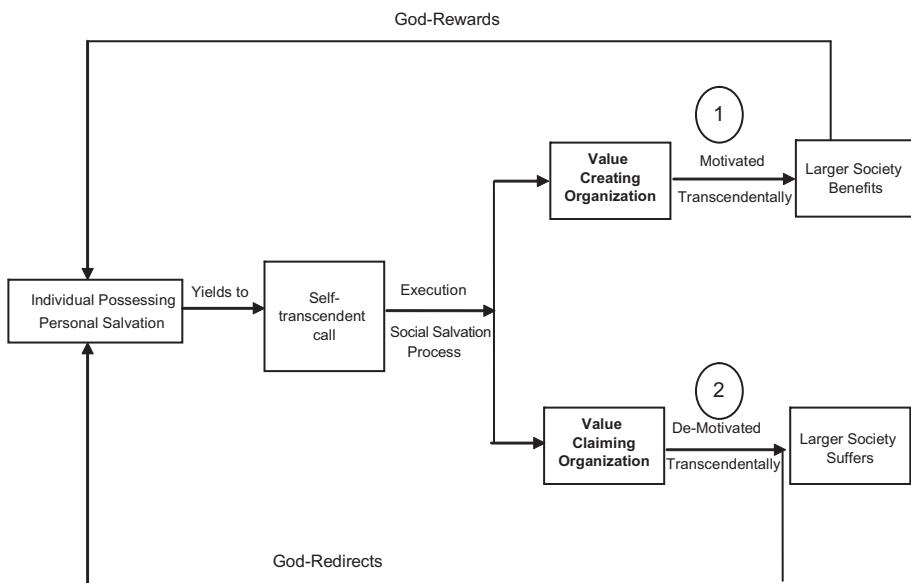 God-Rewards
1
Value
Creating
Organization
Motivated
Transcendentally
Larger Society
Benefits
Individual Possessing
Personal Salvation
Yields to
Self-
transcendent
call
Execution
Social Salvation
Process
2
Value
Claiming
Organization
De-Motivated
Transcendentally
Larger Society
Suffers
God-Redirects